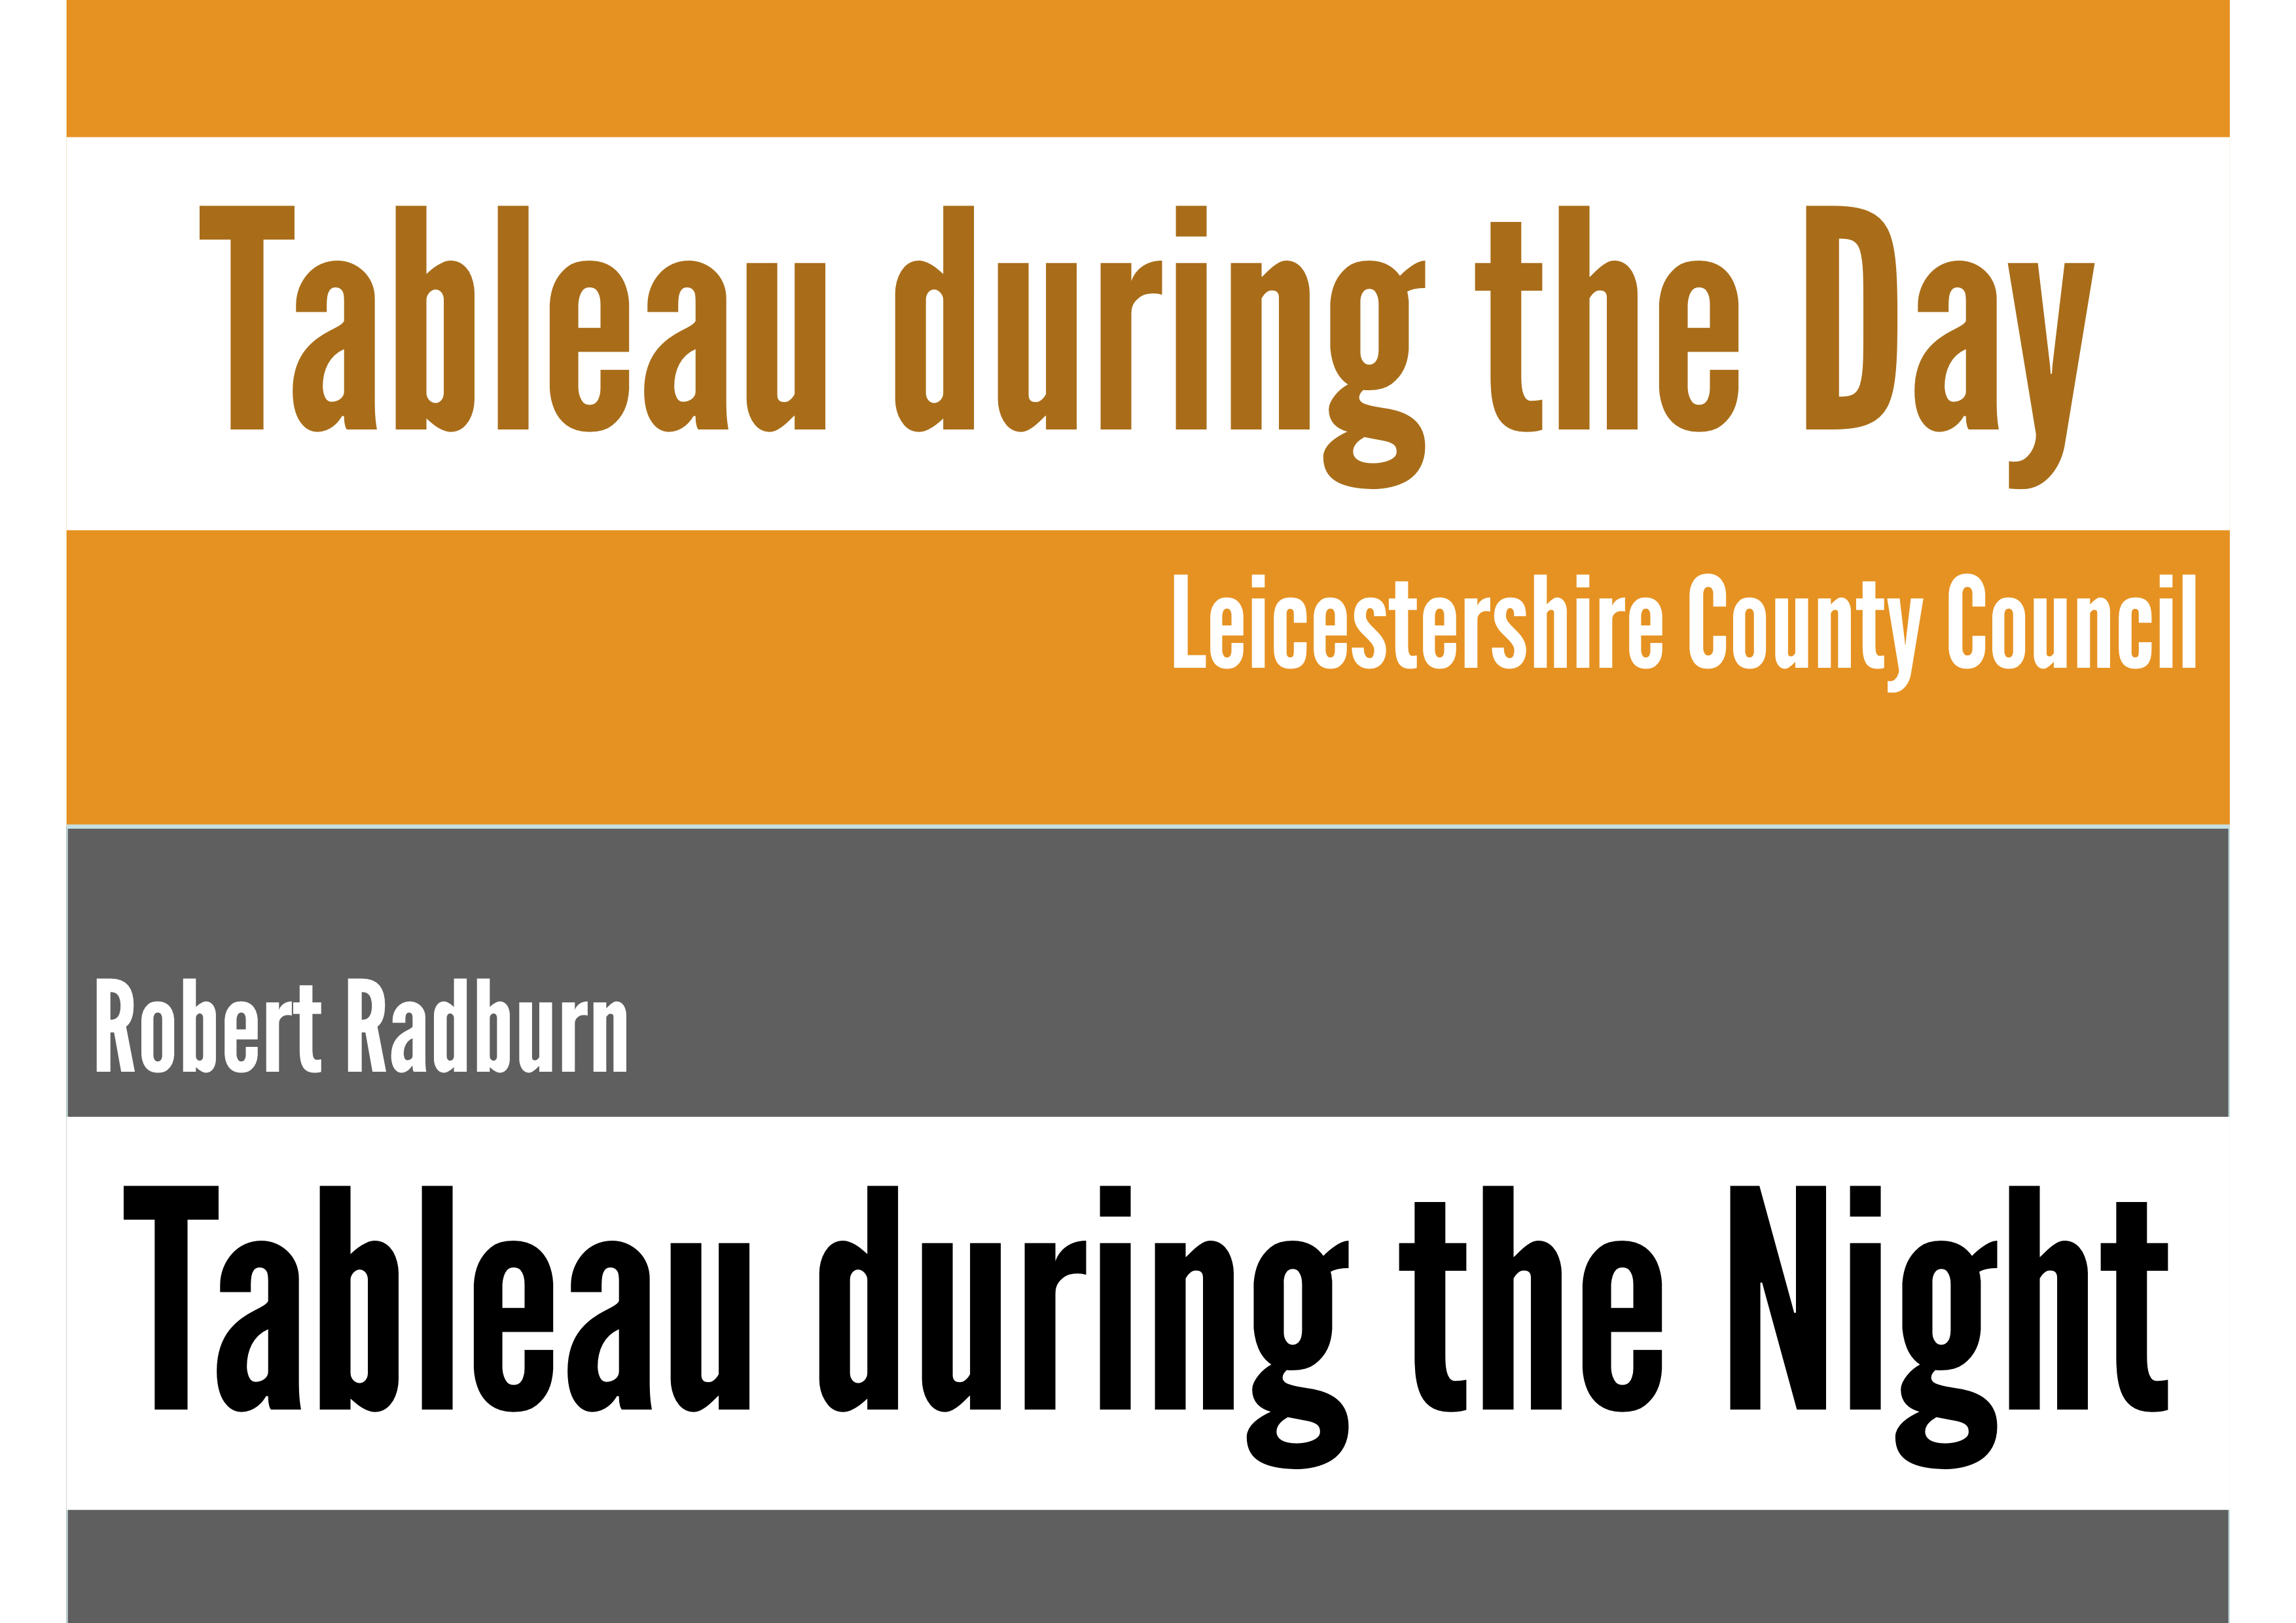 Tableau during the Day
Leicestershire County Council
Robert Radburn
Tableau during the Night